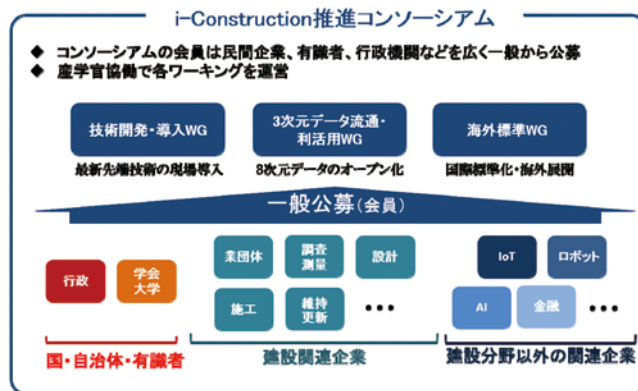 i-Construction推進コンソーシアム
◆ コンソーシアムの会員は民間企業、有識者、行政機関などを広く一般から公募
◆ 産学官協働で各ワーキングを運営
技術開発・導入WG
3次元データ流通・
利活用WG
海外標準WG
最新先端技術の現場導入
3次元データのオープン化
国際標準化・海外展開
一般公募(会員)
行政
学会
大学
業団体
調査
測量
設計
施工
維持
更新
•••
IoT
ロボット
AI
金融
•••
国・自治体・有識者
建設関連企業
建設分野以外の関連企業